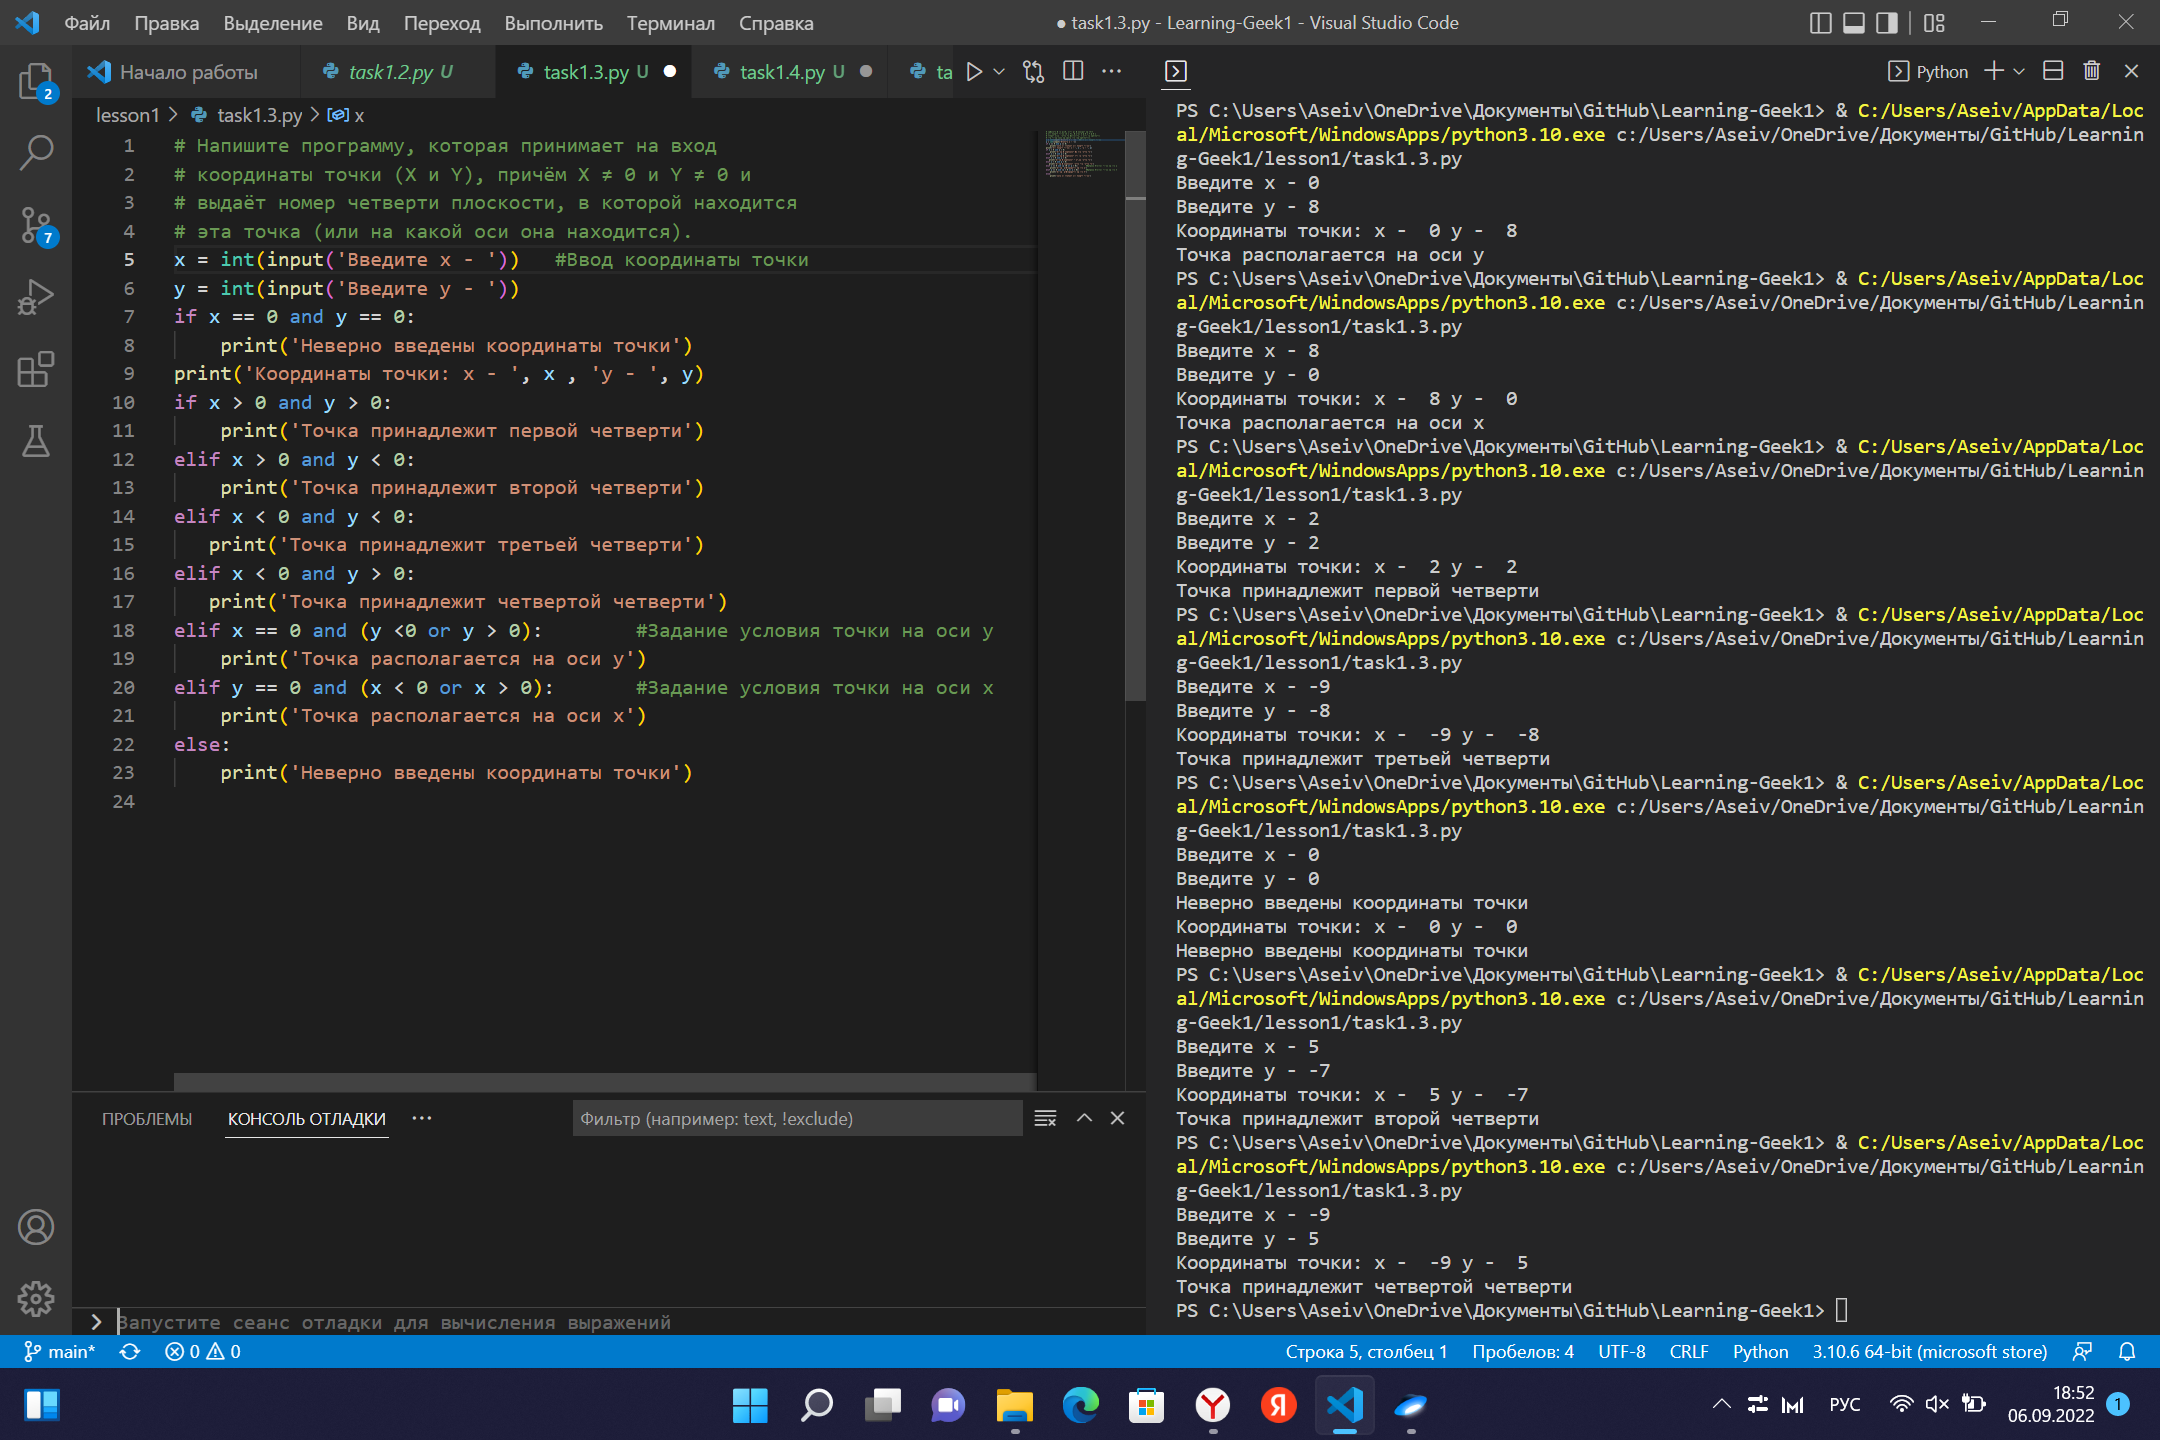 Файл Правка Выделение Вид Переход Выполнить Терминал Справка
● task1.3.py - Learning-Geek1 - Visual Studio Code
Начало работы
task1.2.py U
task1.3.py U
task1.4.py U
ta
lesson1 > task1.3.py > x
1 # Напишите программу, которая принимает на вход
2 # координаты точки (X и Y), причём X ≠ 0 и Y ≠ 0 и
3 # выдаёт номер четверти плоскости, в которой находится
4 # эта точка (или на какой оси она находится).
5 x = int(input('Введите x - '))   #Ввод координаты точки
6 y = int(input('Введите y - '))
7 if x == 0 and y == 0:
8     print('Неверно введены координаты точки')
9 print('Координаты точки: x - ', x , 'y - ', y)
10 if x > 0 and y > 0:
11     print('Точка принадлежит первой четверти')
12 elif x > 0 and y < 0:
13     print('Точка принадлежит второй четверти')
14 elif x < 0 and y < 0:
15    print('Точка принадлежит третьей четверти')
16 elif x < 0 and y > 0:
17    print('Точка принадлежит четвертой четверти')
18 elif x == 0 and (y <0 or y > 0):        #Задание условия точки на оси y
19     print('Точка располагается на оси y')
20 elif y == 0 and (x < 0 or x > 0):       #Задание условия точки на оси x
21     print('Точка располагается на оси x')
22 else:
23     print('Неверно введены координаты точки')
24
2
7
ПРОБЛЕМЫ КОНСОЛЬ ОТЛАДКИ ···
Фильтр (например: text, !exclude)
Запустите сеанс отладки для вычисления выражений
Python
PS C:\Users\Aseiv\OneDrive\Документы\GitHub\Learning-Geek1> & C:/Users/Aseiv/AppData/Loc
al/Microsoft/WindowsApps/python3.10.exe c:/Users/Aseiv/OneDrive/Документы/GitHub/Learnin
g-Geek1/lesson1/task1.3.py
Введите x - 0
Введите y - 8
Координаты точки: x -  0 y -  8
Точка располагается на оси y
PS C:\Users\Aseiv\OneDrive\Документы\GitHub\Learning-Geek1> & C:/Users/Aseiv/AppData/Loc
al/Microsoft/WindowsApps/python3.10.exe c:/Users/Aseiv/OneDrive/Документы/GitHub/Learnin
g-Geek1/lesson1/task1.3.py
Введите x - 8
Введите y - 0
Координаты точки: x -  8 y -  0
Точка располагается на оси x
PS C:\Users\Aseiv\OneDrive\Документы\GitHub\Learning-Geek1> & C:/Users/Aseiv/AppData/Loc
al/Microsoft/WindowsApps/python3.10.exe c:/Users/Aseiv/OneDrive/Документы/GitHub/Learnin
g-Geek1/lesson1/task1.3.py
Введите x - 2
Введите y - 2
Координаты точки: x -  2 y -  2
Точка принадлежит первой четверти
PS C:\Users\Aseiv\OneDrive\Документы\GitHub\Learning-Geek1> & C:/Users/Aseiv/AppData/Loc
al/Microsoft/WindowsApps/python3.10.exe c:/Users/Aseiv/OneDrive/Документы/GitHub/Learnin
g-Geek1/lesson1/task1.3.py
Введите x - -9
Введите y - -8
Координаты точки: x -  -9 y -  -8
Точка принадлежит третьей четверти
PS C:\Users\Aseiv\OneDrive\Документы\GitHub\Learning-Geek1> & C:/Users/Aseiv/AppData/Loc
al/Microsoft/WindowsApps/python3.10.exe c:/Users/Aseiv/OneDrive/Документы/GitHub/Learnin
g-Geek1/lesson1/task1.3.py
Введите x - 0
Введите y - 0
Неверно введены координаты точки
Координаты точки: x -  0 y -  0
Неверно введены координаты точки
PS C:\Users\Aseiv\OneDrive\Документы\GitHub\Learning-Geek1> & C:/Users/Aseiv/AppData/Loc
al/Microsoft/WindowsApps/python3.10.exe c:/Users/Aseiv/OneDrive/Документы/GitHub/Learnin
g-Geek1/lesson1/task1.3.py
Введите x - 5
Введите y - -7
Координаты точки: x -  5 y -  -7
Точка принадлежит второй четверти
PS C:\Users\Aseiv\OneDrive\Документы\GitHub\Learning-Geek1> & C:/Users/Aseiv/AppData/Loc
al/Microsoft/WindowsApps/python3.10.exe c:/Users/Aseiv/OneDrive/Документы/GitHub/Learnin
g-Geek1/lesson1/task1.3.py
Введите x - -9
Введите y - 5
Координаты точки: x -  -9 y -  5
Точка принадлежит четвертой четверти
PS C:\Users\Aseiv\OneDrive\Документы\GitHub\Learning-Geek1>
main* 0 0
Строка 5, столбец 1 Пробелов: 4 UTF-8 CRLF Python 3.10.6 64-bit (microsoft store)
Я
РУС
18:52
06.09.2022
1